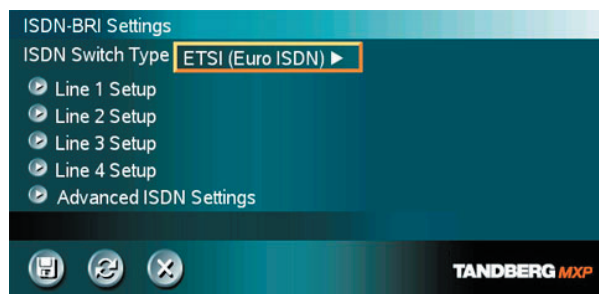 ISDN-BRI Settings
ISDN Switch Type ETSI (Euro ISDN)
Line 1 Setup
Line 2 Setup
Line 3 Setup
Line 4 Setup
Advanced ISDN Settings
TANDBERG MXP